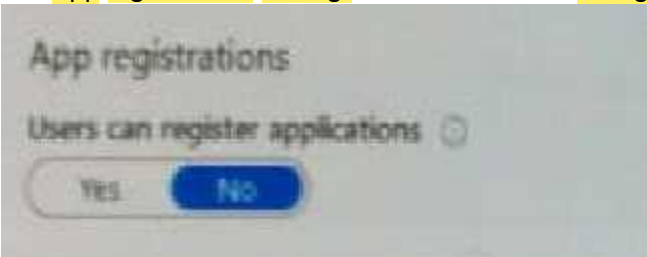 App registrations
Users can register applications
Yes No